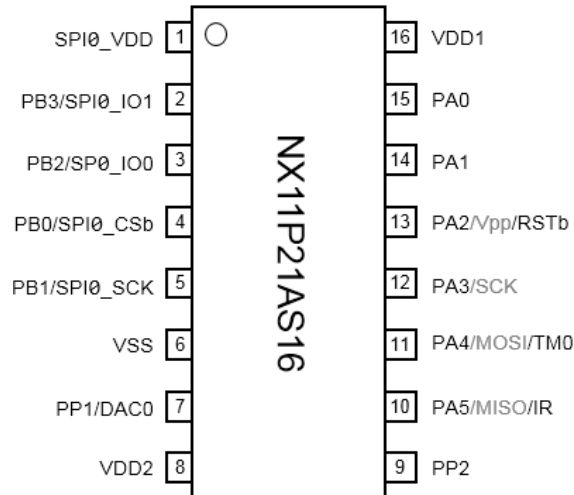 SPI0_VDD 1 16 VDD1
PB3/SPI0_IO1 2 15 PA0
PB2/SP0_IO0 3 14 PA1
PB0/SPI0_CSb 4 13 PA2/Vpp/RSTb
PB1/SPI0_SCK 5 12 PA3/SCK
VSS 6 11 PA4/MOSI/TM0
PP1/DAC0 7 10 PA5/MISO/IR
VDD2 8 9 PP2
NX11P21AS16